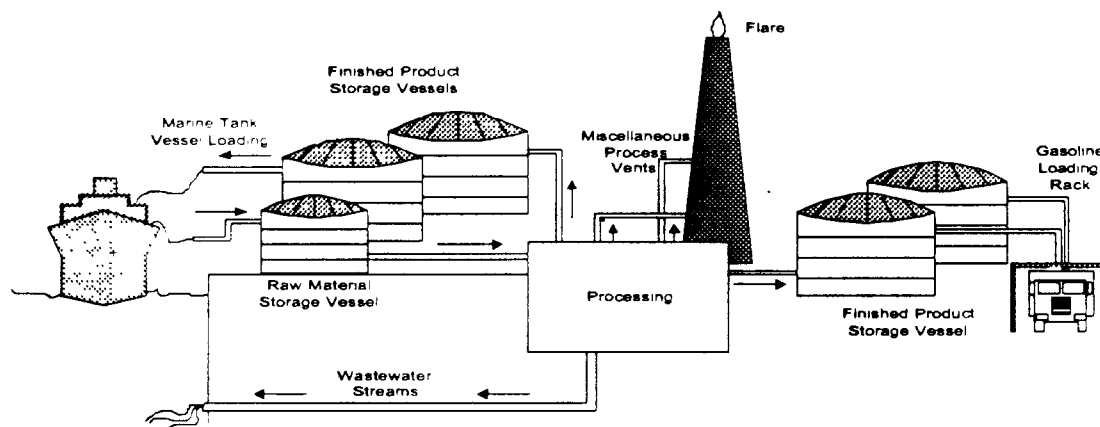 Flare
Finished Product
Storage Vessels
Marine Tank
Vessel Loading
Miscellaneous
Process
Vents
Gasoline
Loading
Rack
Raw Material
Storage Vessel
Processing
Finished Product
Storage Vessel
Wastewater
Streams